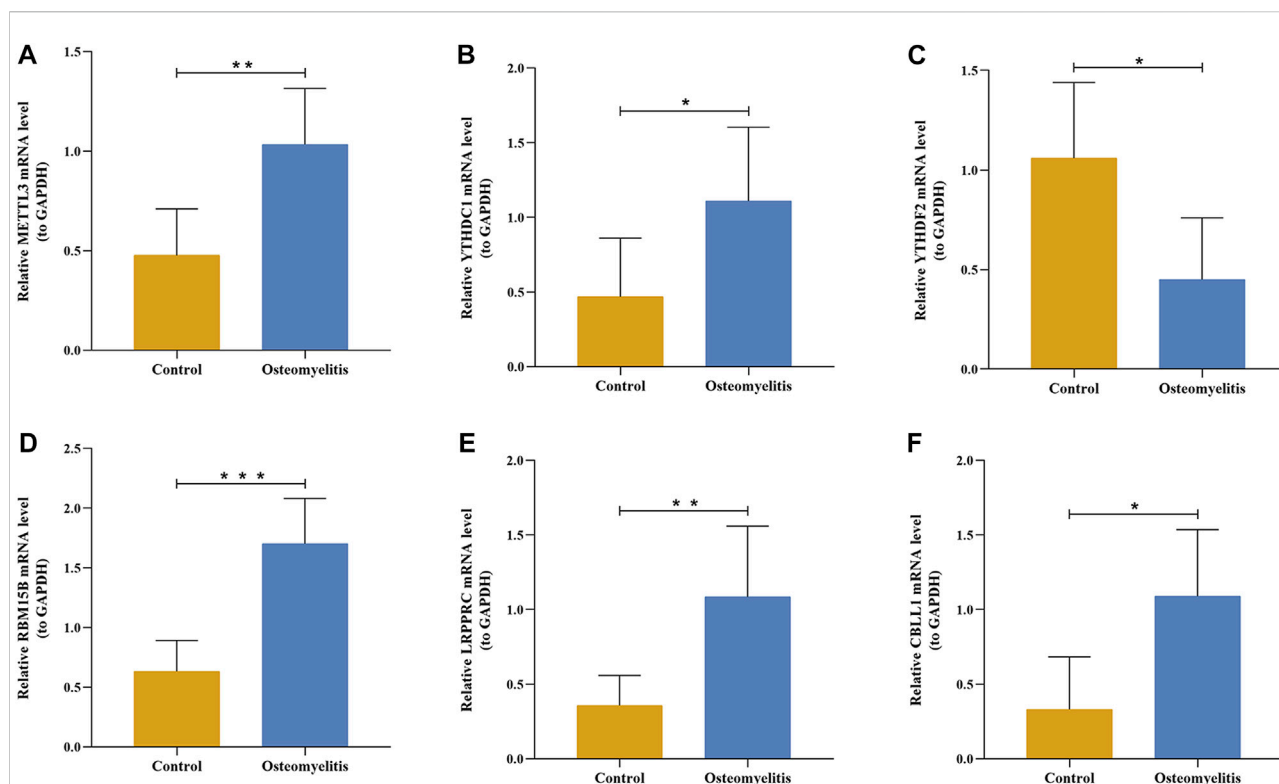 A
Relative METTL3 mRNA level
(to GAPDH)
1.5
1.0
0.5
0.0
**
Control
Osteomyelitis
B
Relative YTHDC1 mRNA level
(to GAPDH)
2.0
1.5
1.0
0.5
0.0
*
Control
Osteomyelitis
C
Relative YTHDF2 mRNA level
(to GAPDH)
1.5
1.0
0.5
0.0
*
Control
Osteomyelitis
D
Relative RBM15B mRNA level
(to GAPDH)
2.5
2.0
1.5
1.0
0.5
0.0
***
Control
Osteomyelitis
E
Relative LRPPRC mRNA level
(to GAPDH)
2.0
1.5
1.0
0.5
0.0
**
Control
Osteomyelitis
F
Relative CBLL1 mRNA level
(to GAPDH)
2.0
1.5
1.0
0.5
0.0
*
Control
Osteomyelitis